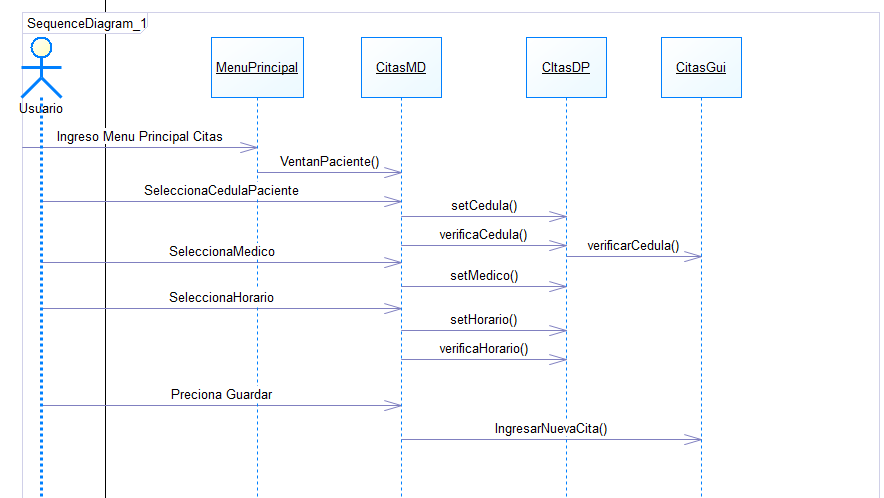 SequenceDiagram_1
Usuario
MenuPrincipal
CitasMD
CItasDP
CitasGui
Ingreso Menu Principal Citas
VentanPaciente()
SeleccionaCedulaPaciente
setCedula()
verificaCedula()
verificarCedula()
SeleccionaMedico
setMedico()
SeleccionaHorario
setHorario()
verificaHorario()
Preciona Guardar
IngresarNuevaCita()